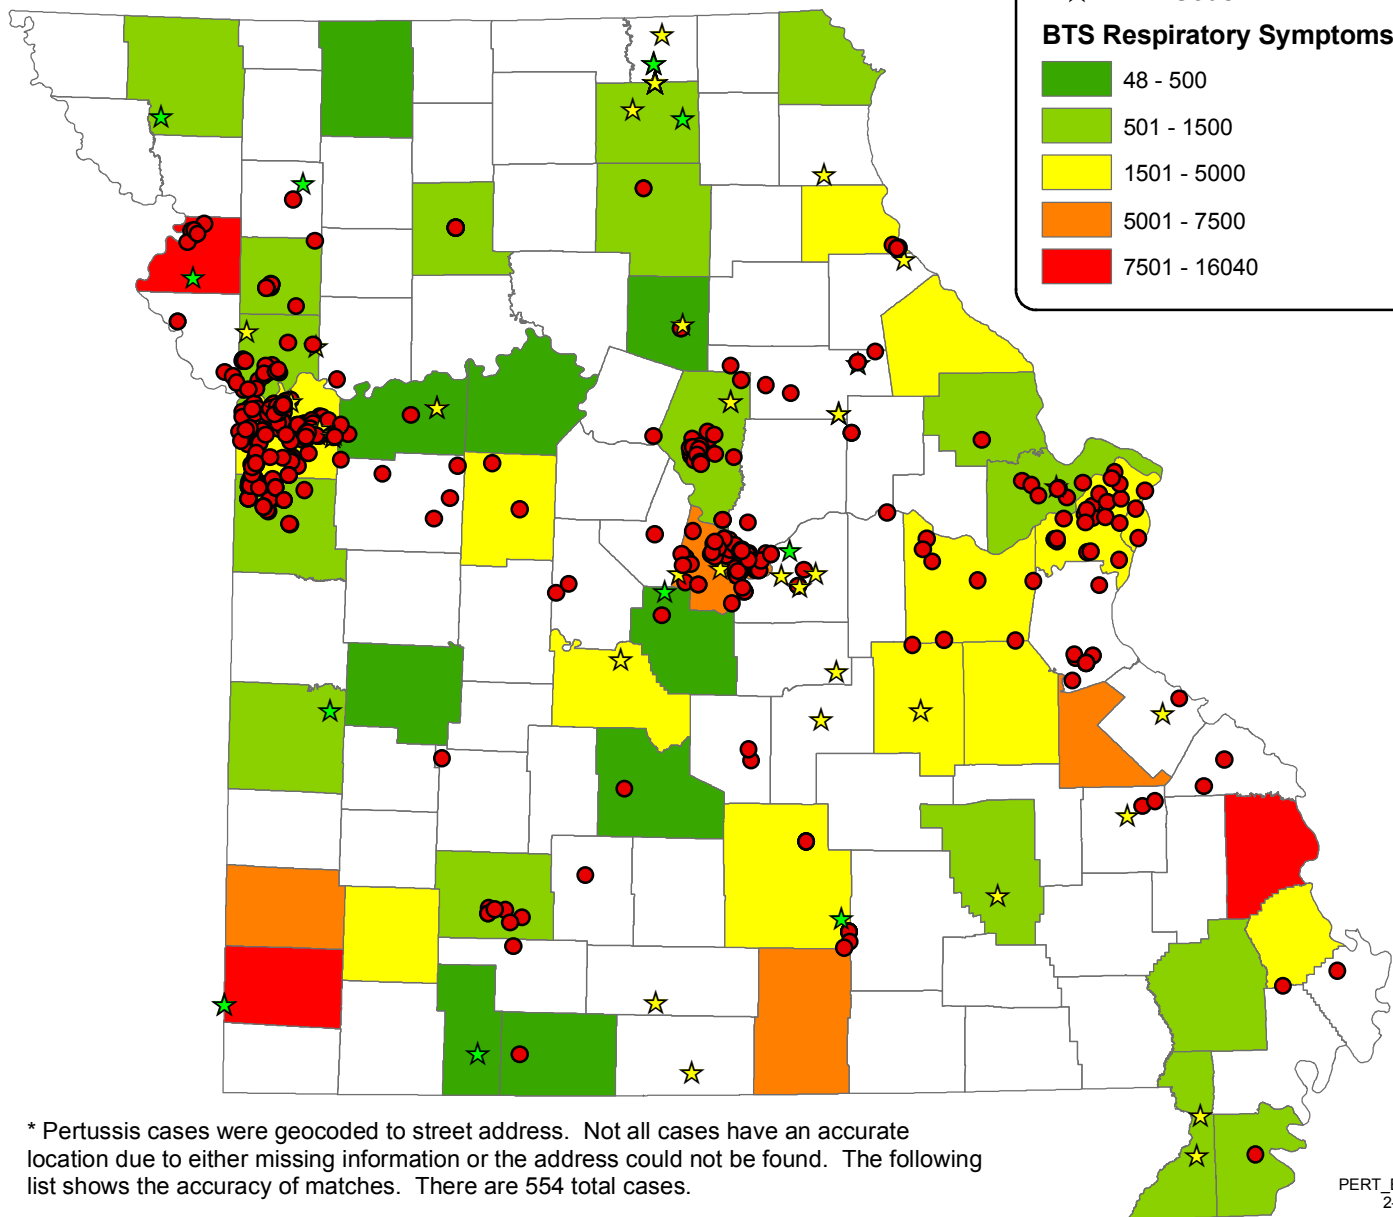 BTS Respiratory Symptoms
48 - 500
501 - 1500
1501 - 5000
5001 - 7500
7501 - 16040
* Pertussis cases were geocoded to street address. Not all cases have an accurate
location due to either missing information or the address could not be found. The following
list shows the accuracy of matches. There are 554 total cases.